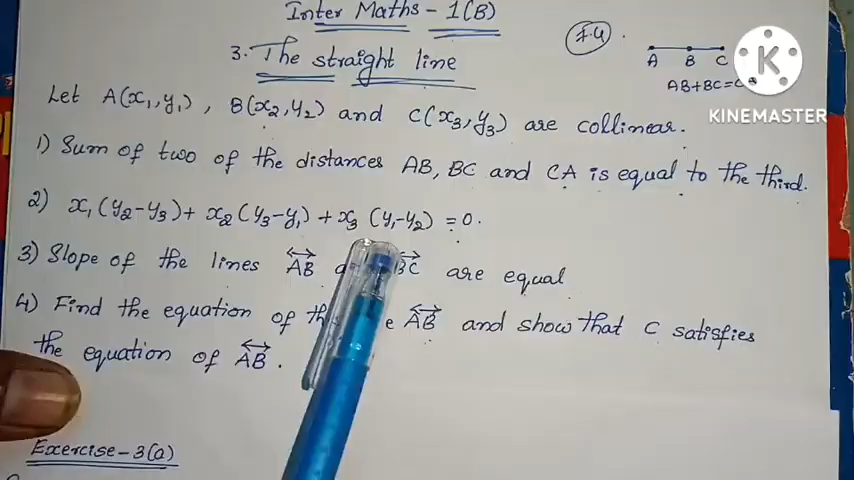 Inter Maths - 1(B)
3. The straight line
A B C
AB+BC=
KINEMASTER
Let A(x₁,y₁), B(x₂,y₂) and C(x₃,y₃) are collinear.
1) Sum of two of the distances AB, BC and CA is equal to the third.
2) x₁(y₂-y₃)+ x₂(y₃-y₁)+x₃(y₁-y₂)=0.
3) Slope of the lines AB BC are equal
4) Find the equation of AB and show that C satisfies
the equation of AB.
Exercise-3(a)